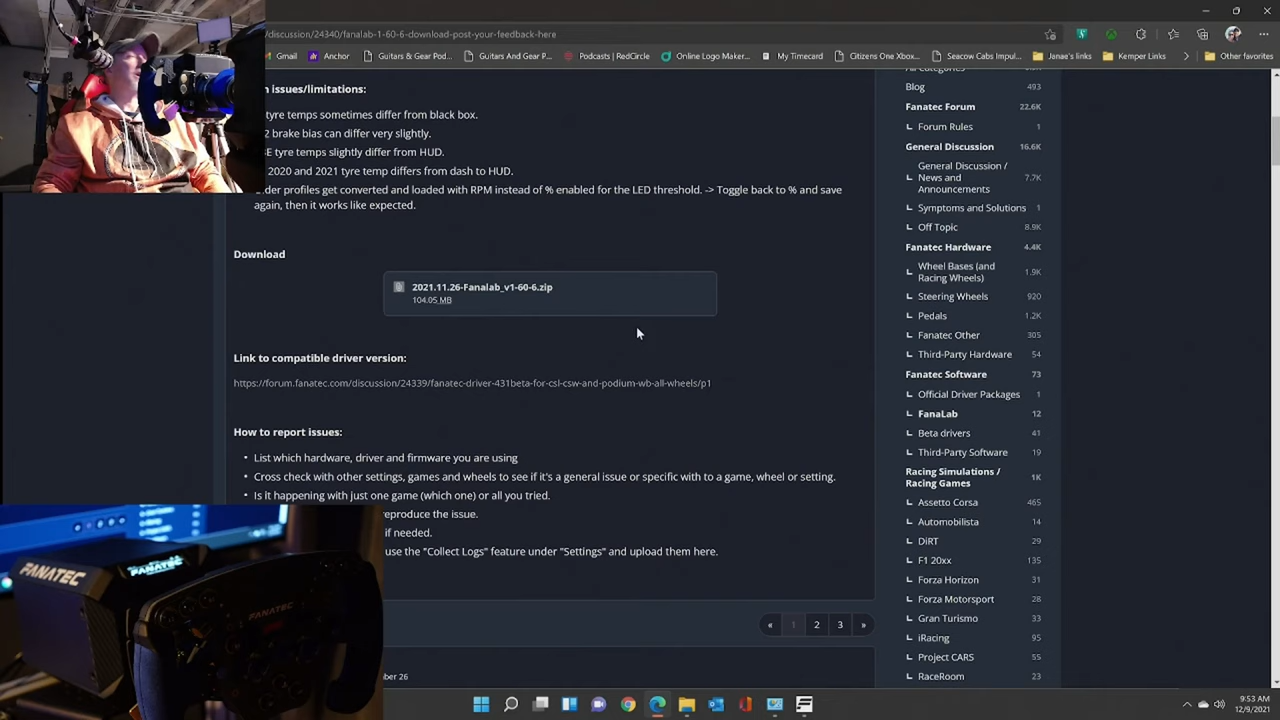 /discussion/24340/fanalab-1-60-6-download-post-your-feedback-here
Gmail
Anchor
Guitars & Gear Pod...
Guitars And Gear P...
Podcasts | RedCircle
Online Logo Maker...
My Timecard
Citizens One Xbox...
Seacow Cabs Impul...
Janae's links
Kemper Links
Other favorites
n issues/limitations:
tyre temps sometimes differ from black box.
2 brake bias can differ very slightly.
E tyre temps slightly differ from HUD.
2020 and 2021 tyre temp differs from dash to HUD.
der profiles get converted and loaded with RPM instead of % enabled for the LED threshold. -> Toggle back to % and save
again, then it works like expected.
Download
2021.11.26-Fanalab_v1-60-6.zip
104.05 MB
Link to compatible driver version:
https://forum.fanatec.com/discussion/24339/fanatec-driver-431beta-for-csl-csw-and-podium-wb-all-wheels/p1
How to report issues:
• List which hardware, driver and firmware you are using
• Cross check with other settings, games and wheels to see if it's a general issue or specific with to a game, wheel or setting.
• Is it happening with just one game (which one) or all you tried.
reproduce the issue.
if needed.
use the "Collect Logs" feature under "Settings" and upload them here.
« 1 2 3 »
ber 26
Blog 493
Fanatec Forum 22.6K
Forum Rules 1
General Discussion 16.6K
General Discussion /
News and 7.7K
Announcements
Symptoms and Solutions 1
Off Topic 8.9K
Fanatec Hardware 4.4K
Wheel Bases (and 1.9K
Racing Wheels)
Steering Wheels 920
Pedals 1.2K
Fanatec Other 305
Third-Party Hardware 54
Fanatec Software 73
Official Driver Packages 1
FanaLab 12
Beta drivers 41
Third-Party Software 19
Racing Simulations / 1K
Racing Games
Assetto Corsa 465
Automobilista 14
DiRT 29
F1 20xx 135
Forza Horizon 31
Forza Motorsport 28
Gran Turismo 33
iRacing 95
Project CARS 55
RaceRoom 23
FANATEC
FANATEC
FANATEC
9:53 AM
12/9/2021